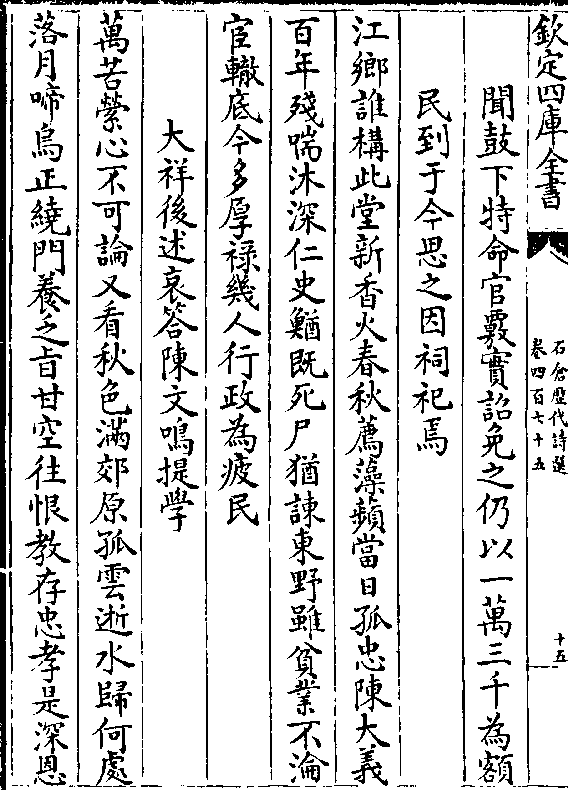 欽定四庫全書
石倉歷代詩選
卷四百七十五
十五
聞鼓下特命官覈實詔免之仍以一萬三千為額
民到于今思之因祠祀焉
江鄉誰構此堂新香火春秋薦藻蘋當日孤忠陳大義
百年殘喘沐深仁史鰌既死尸猶諫東野雖貧業不淪
宦轍底今多厚祿幾人行政為疲民
大祥後述哀答陳文鳴提學
萬苦縈心不可論又看秋色滿郊原孤雲逝水歸何處
落月啼烏正繞門養乏旨甘空往恨教存忠孝是深恩